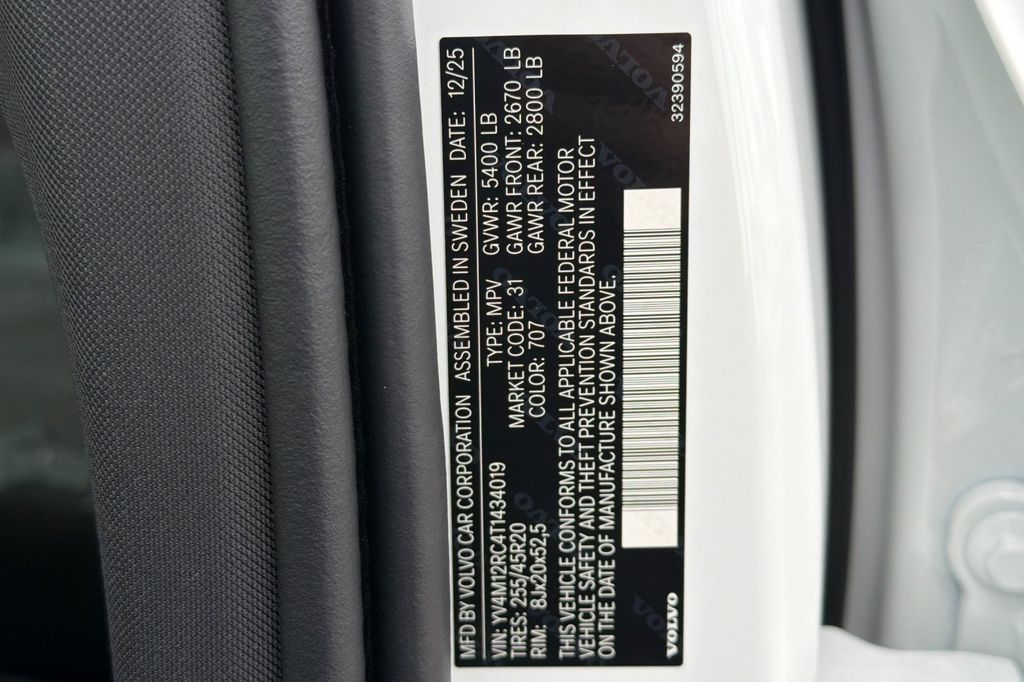 MFD BY VOLVO CAR CORPORATION ASSEMBLED IN SWEDEN DATE: 12/25
VIN: YV4M12RC4T1434019 TYPE: MPV GVWR: 5400 LB
TIRES: 255/45R20 MARKET CODE: 31 GAWR FRONT: 2670 LB
RIM: 8Jx20x52,5 COLOR: 707 GAWR REAR: 2800 LB
THIS VEHICLE CONFORMS TO ALL APPLICABLE FEDERAL MOTOR
VEHICLE SAFETY AND THEFT PREVENTION STANDARDS IN EFFECT
ON THE DATE OF MANUFACTURE SHOWN ABOVE.
VOLVO 32390594